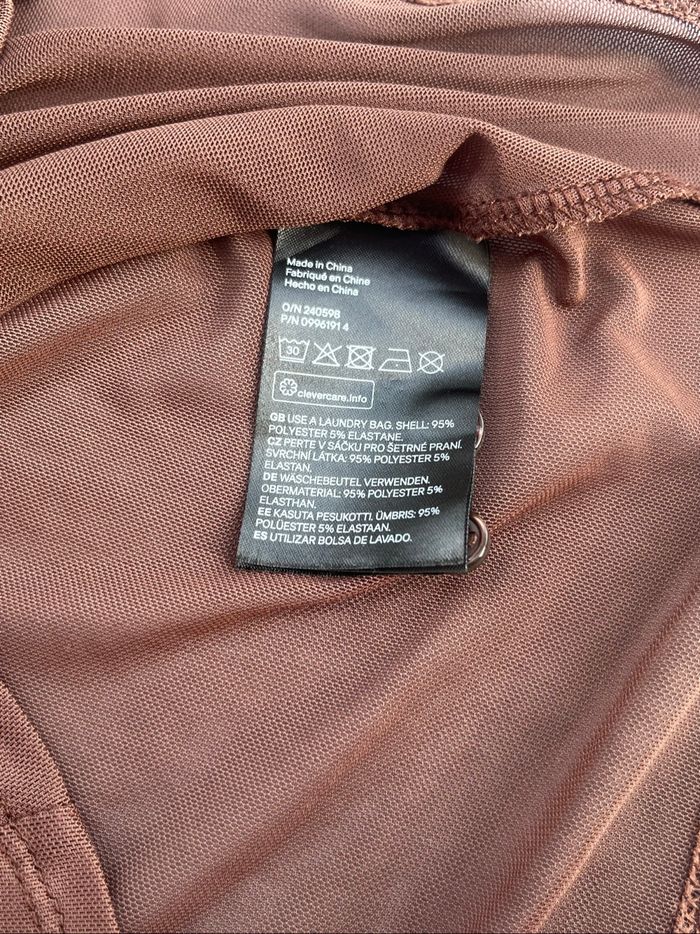 Made in China
Fabriqué en Chine
Hecho en China
O/N 240598
P/N 0996191 4
30
clevercare.info
GB USE A LAUNDRY BAG. SHELL: 95%
POLYESTER 5% ELASTANE.
CZ PERTE V SÁČKU PRO ŠETRNÉ PRANÍ.
SVRCHNÍ LÁTKA: 95% POLYESTER 5%
ELASTAN.
DE WÄSCHEBEUTEL VERWENDEN.
OBERMATERIAL: 95% POLYESTER 5%
ELASTHAN.
EE KASUTA PESUKOTTI. ÜMBRIS: 95%
POLÜESTER 5% ELASTAAN.
ES UTILIZAR BOLSA DE LAVADO.